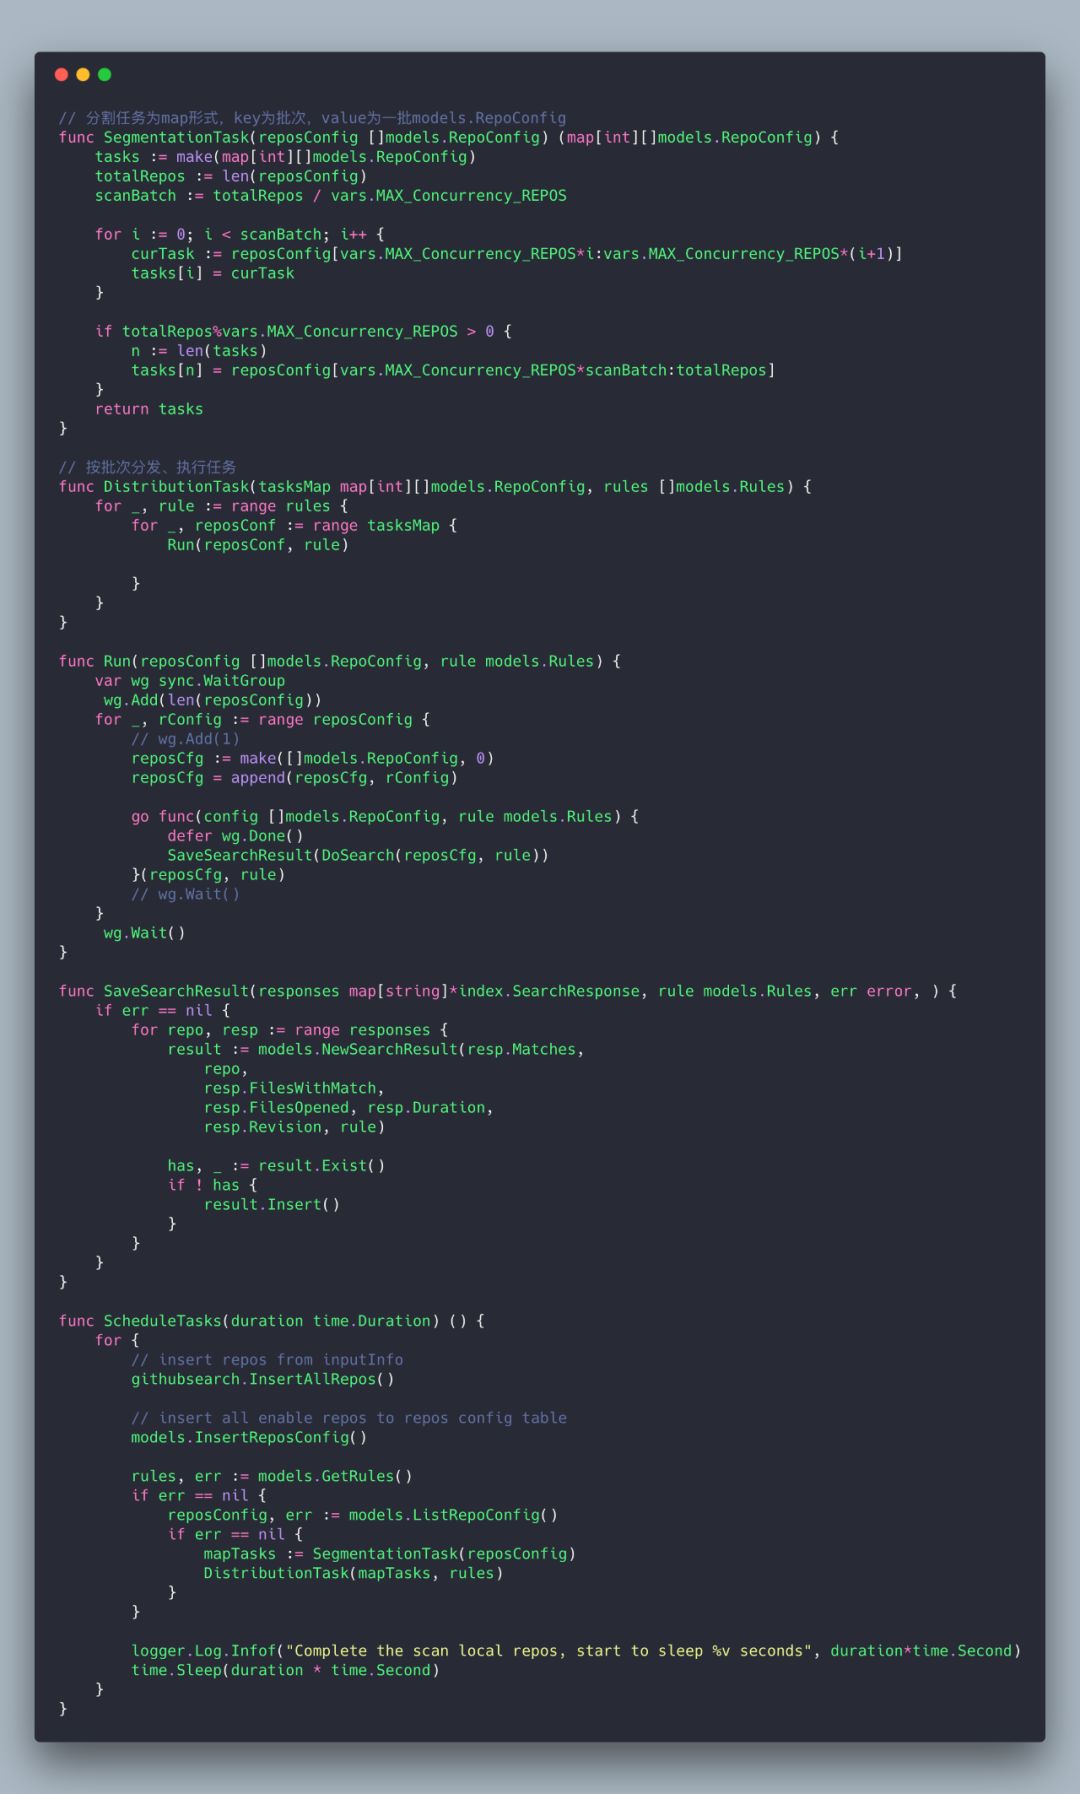 // 分割任务为map形式，key为批次，value为一批models.RepoConfig
func SegmentationTask(reposConfig []models.RepoConfig) (map[int][]models.RepoConfig) {
    tasks := make(map[int][]models.RepoConfig)
    totalRepos := len(reposConfig)
    scanBatch := totalRepos / vars.MAX_Concurrency_REPOS

    for i := 0; i < scanBatch; i++ {
        curTask := reposConfig[vars.MAX_Concurrency_REPOS*i:vars.MAX_Concurrency_REPOS*(i+1)]
        tasks[i] = curTask
    }

    if totalRepos%vars.MAX_Concurrency_REPOS > 0 {
        n := len(tasks)
        tasks[n] = reposConfig[vars.MAX_Concurrency_REPOS*scanBatch:totalRepos]
    }
    return tasks
}

// 按批次分发、执行任务
func DistributionTask(tasksMap map[int][]models.RepoConfig, rules []models.Rules) {
    for _, rule := range rules {
        for _, reposConf := range tasksMap {
            Run(reposConf, rule)

        }
    }
}

func Run(reposConfig []models.RepoConfig, rule models.Rules) {
    var wg sync.WaitGroup
     wg.Add(len(reposConfig))
    for _, rConfig := range reposConfig {
        // wg.Add(1)
        reposCfg := make([]models.RepoConfig, 0)
        reposCfg = append(reposCfg, rConfig)

        go func(config []models.RepoConfig, rule models.Rules) {
            defer wg.Done()
            SaveSearchResult(DoSearch(reposCfg, rule))
        }(reposCfg, rule)
        // wg.Wait()
    }
     wg.Wait()
}

func SaveSearchResult(responses map[string]*index.SearchResponse, rule models.Rules, err error, ) {
    if err == nil {
        for repo, resp := range responses {
            result := models.NewSearchResult(resp.Matches,
                repo,
                resp.FilesWithMatch,
                resp.FilesOpened, resp.Duration,
                resp.Revision, rule)

            has, _ := result.Exist()
            if ! has {
                result.Insert()
            }
        }
    }
}

func ScheduleTasks(duration time.Duration) () {
    for {
        // insert repos from inputInfo
        githubsearch.InsertAllRepos()

        // insert all enable repos to repos config table
        models.InsertReposConfig()

        rules, err := models.GetRules()
        if err == nil {
            reposConfig, err := models.ListRepoConfig()
            if err == nil {
                mapTasks := SegmentationTask(reposConfig)
                DistributionTask(mapTasks, rules)
            }
        }

        logger.Log.Infof("Complete the scan local repos, start to sleep %v seconds", duration*time.Second)
        time.Sleep(duration * time.Second)
    }
}